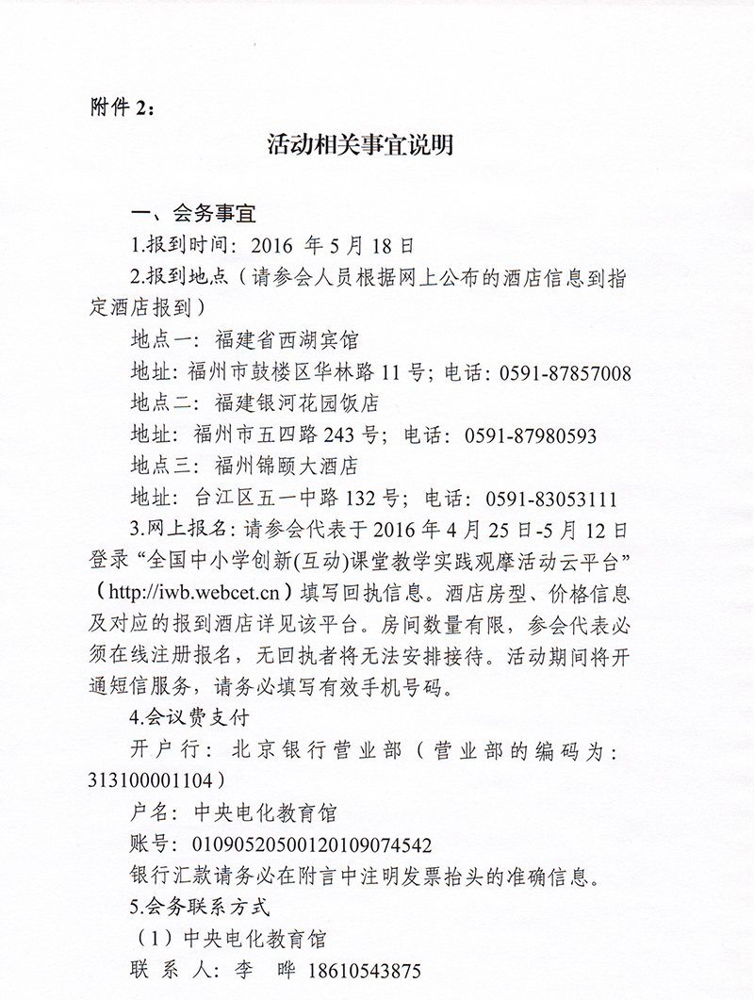 附件 2：
活动相关事宜说明
一、会务事宜
1.报到时间：2016 年 5 月 18 日
2.报到地点（请参会人员根据网上公布的酒店信息到指
定酒店报到）
地点一：福建省西湖宾馆
地址：福州市鼓楼区华林路 11 号；电话：0591-87857008
地点二：福建银河花园饭店
地址：福州市五四路 243 号；电话：0591-87980593
地点三：福州锦颐大酒店
地址：台江区五一中路 132 号；电话：0591-83053111
3.网上报名：请参会代表于 2016 年 4 月 25 日-5 月 12 日
登录“全国中小学创新(互动)课堂教学实践观摩活动云平台”
（http://iwb.webcet.cn）填写回执信息。酒店房型、价格信息
及对应的报到酒店详见该平台。房间数量有限，参会代表必
须在线注册报名，无回执者将无法安排接待。活动期间将开
通短信服务，请务必填写有效手机号码。
4.会议费支付
开户行：北京银行营业部（营业部的编码为：
313100001104）
户名：中央电化教育馆
账号：01090520500120109074542
银行汇款请务必在附言中注明发票抬头的准确信息。
5.会务联系方式
（1）中央电化教育馆
联 系 人：李 晔 18610543875